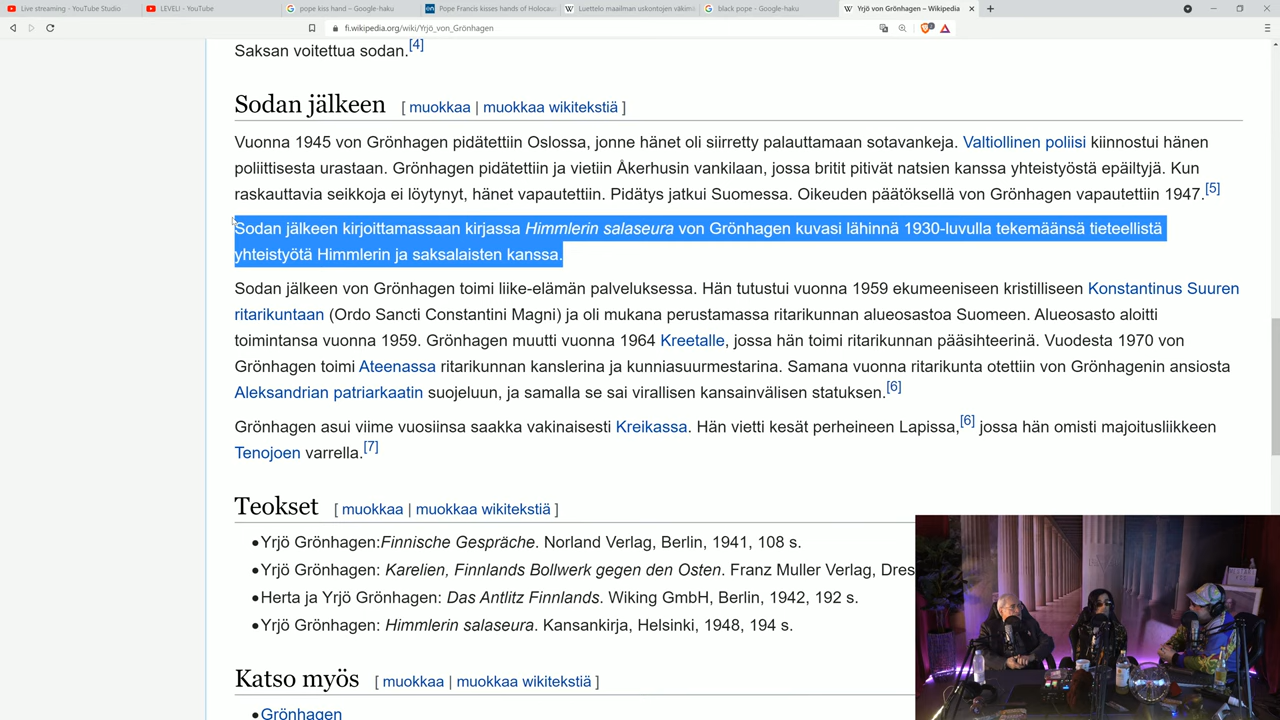 Live streaming - YouTube Studio
LEVELI - YouTube
pope kiss hand – Google-haku
Pope Francis kisses hands of Holocau
Luettelo maailman uskontojen väkim
black pope - Google-haku
Yrjö von Grönhagen – Wikipedia
fi.wikipedia.org/wiki/Yrjö_von_Grönhagen
Saksan voitettua sodan.[4]
Sodan jälkeen [ muokkaa | muokkaa wikitekstiä ]
Vuonna 1945 von Grönhagen pidätettiin Oslossa, jonne hänet oli siirretty palauttamaan sotavankeja. Valtiollinen poliisi kiinnostui hänen
poliittisesta urastaan. Grönhagen pidätettiin ja vietiin Åkerhusin vankilaan, jossa britit pitivät natsien kanssa yhteistyöstä epäiltyjä. Kun
raskauttavia seikkoja ei löytynyt, hänet vapautettiin. Pidätys jatkui Suomessa. Oikeuden päätöksellä von Grönhagen vapautettiin 1947.[5]
Sodan jälkeen kirjoittamassaan kirjassa Himmlerin salaseura von Grönhagen kuvasi lähinnä 1930-luvulla tekemäänsä tieteellistä
yhteistyötä Himmlerin ja saksalaisten kanssa.
Sodan jälkeen von Grönhagen toimi liike-elämän palveluksessa. Hän tutustui vuonna 1959 ekumeeniseen kristilliseen Konstantinus Suuren
ritarikuntaan (Ordo Sancti Constantini Magni) ja oli mukana perustamassa ritarikunnan alueosastoa Suomeen. Alueosasto aloitti
toimintansa vuonna 1959. Grönhagen muutti vuonna 1964 Kreetalle, jossa hän toimi ritarikunnan pääsihteerinä. Vuodesta 1970 von
Grönhagen toimi Ateenassa ritarikunnan kanslerina ja kunniasuurmestarina. Samana vuonna ritarikunta otettiin von Grönhagenin ansiosta
Aleksandrian patriarkaatin suojeluun, ja samalla se sai virallisen kansainvälisen statuksen.[6]
Grönhagen asui viime vuosiinsa saakka vakinaisesti Kreikassa. Hän vietti kesät perheineen Lapissa,[6] jossa hän omisti majoitusliikkeen
Tenojoen varrella.[7]
Teokset [ muokkaa | muokkaa wikitekstiä ]
•Yrjö Grönhagen:Finnische Gespräche. Norland Verlag, Berlin, 1941, 108 s.
•Yrjö Grönhagen: Karelien, Finnlands Bollwerk gegen den Osten. Franz Muller Verlag, Dres
•Herta ja Yrjö Grönhagen: Das Antlitz Finnlands. Wiking GmbH, Berlin, 1942, 192 s.
•Yrjö Grönhagen: Himmlerin salaseura. Kansankirja, Helsinki, 1948, 194 s.
Katso myös [ muokkaa | muokkaa wikitekstiä ]
•Grönhagen